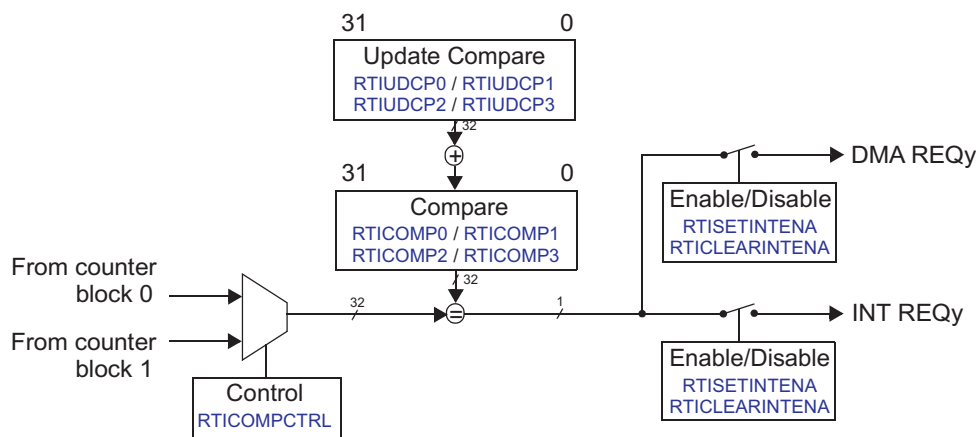 31 0
Update Compare
RTIUDCP0 / RTIUDCP1
RTIUDCP2 / RTIUDCP3
32
+
31 0
Compare
RTICOMP0 / RTICOMP1
RTICOMP2 / RTICOMP3
32
DMA REQy
Enable/Disable
RTISETINTENA
RTICLEARINTENA
From counter
block 0
32
=
1
INT REQy
From counter
block 1
Control
RTICOMPCTRL
Enable/Disable
RTISETINTENA
RTICLEARINTENA